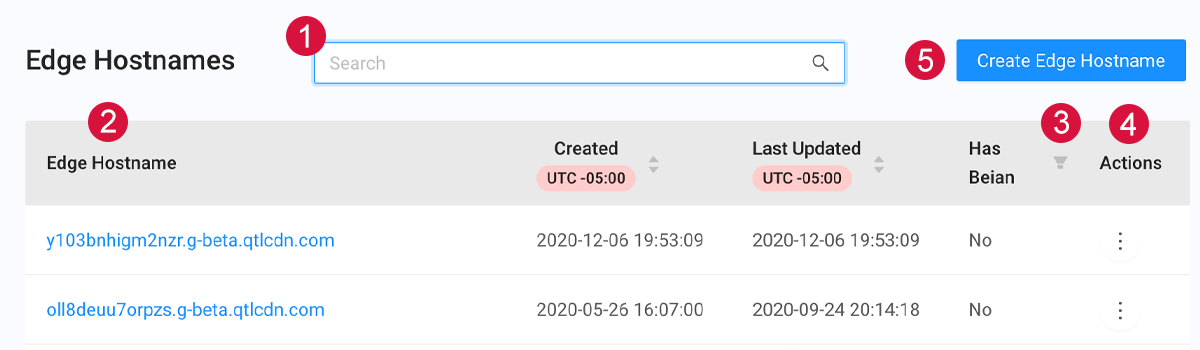 1
Edge Hostnames
Search
5
Create Edge Hostname
2
3
4
Edge Hostname
Created
UTC -05:00
Last Updated
UTC -05:00
Has
Beian
Actions
y103bnhigm2nzr.g-beta.qtlcdn.com 2020-12-06 19:53:09 2020-12-06 19:53:09 No
oll8deuu7orpzs.g-beta.qtlcdn.com 2020-05-26 16:07:00 2020-09-24 20:14:18 No